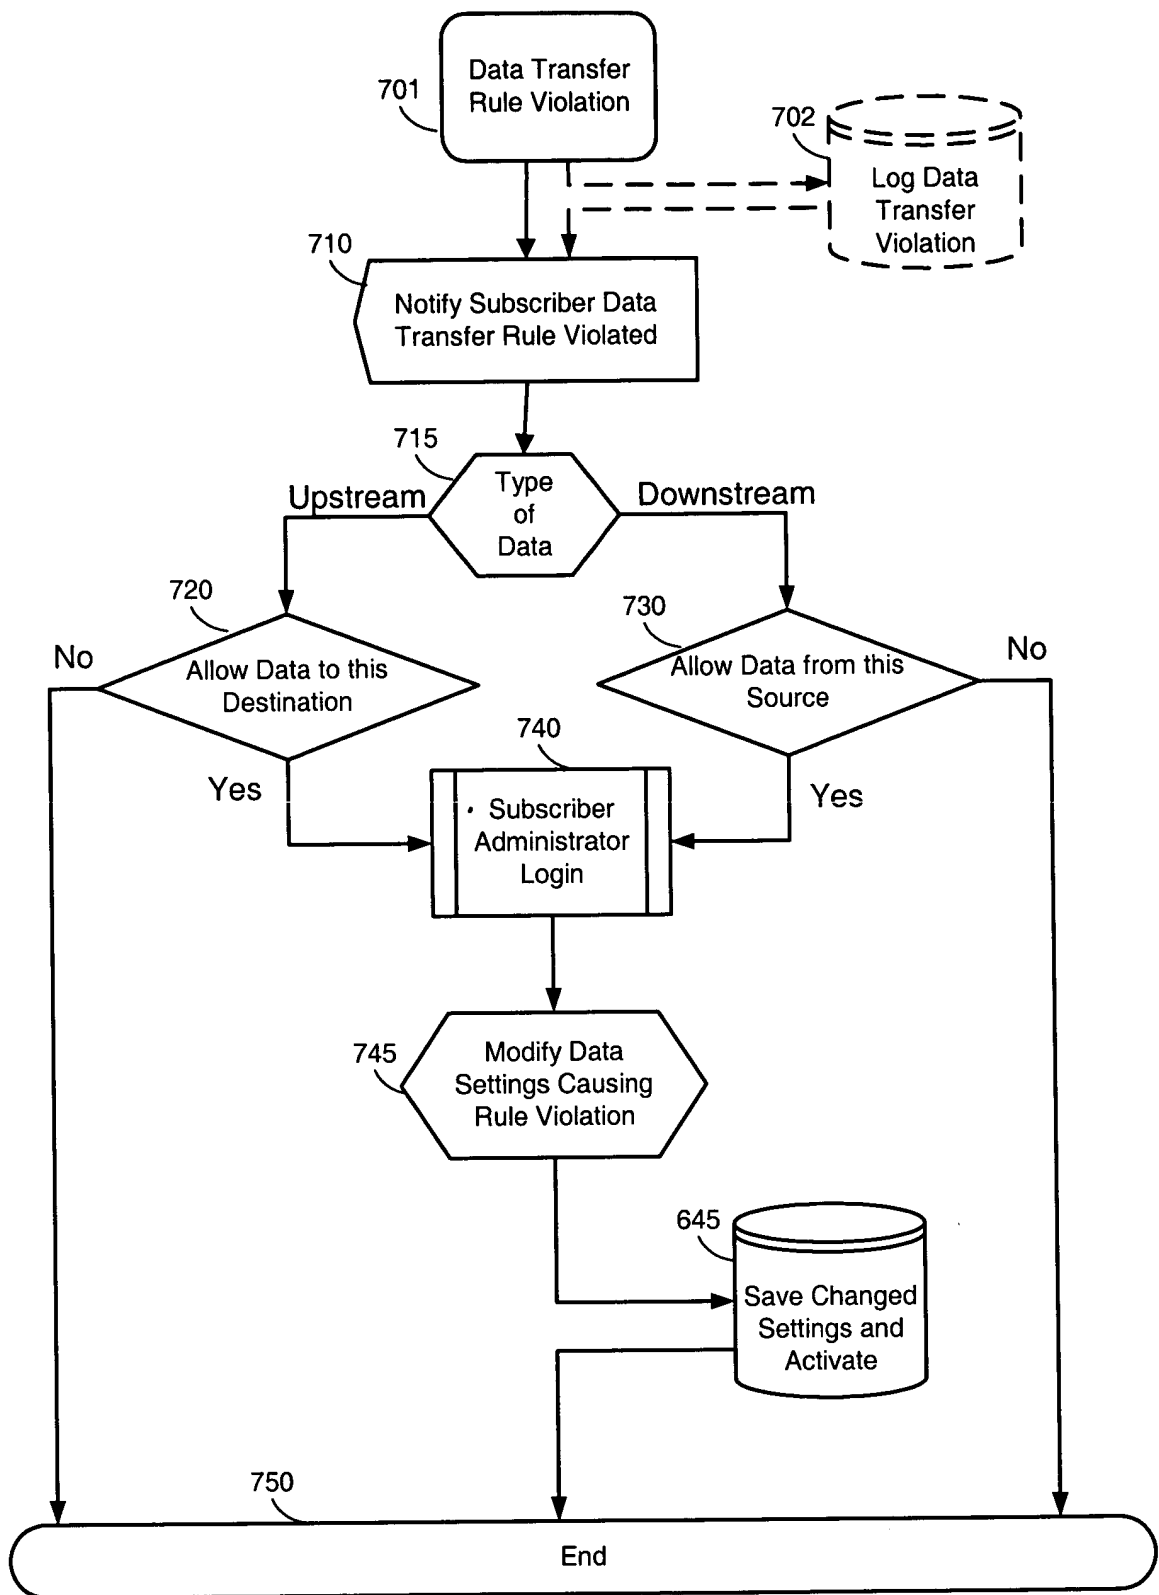 Data Transfer
Rule Violation
701
702
Log Data
Transfer
Violation
710
Notify Subscriber Data
Transfer Rule Violated
715
Type
of
Data
Upstream
Downstream
720
Allow Data to this
Destination
No
Yes
730
Allow Data from this
Source
No
Yes
740
Subscriber
Administrator
Login
745
Modify Data
Settings Causing
Rule Violation
645
Save Changed
Settings and
Activate
750
End